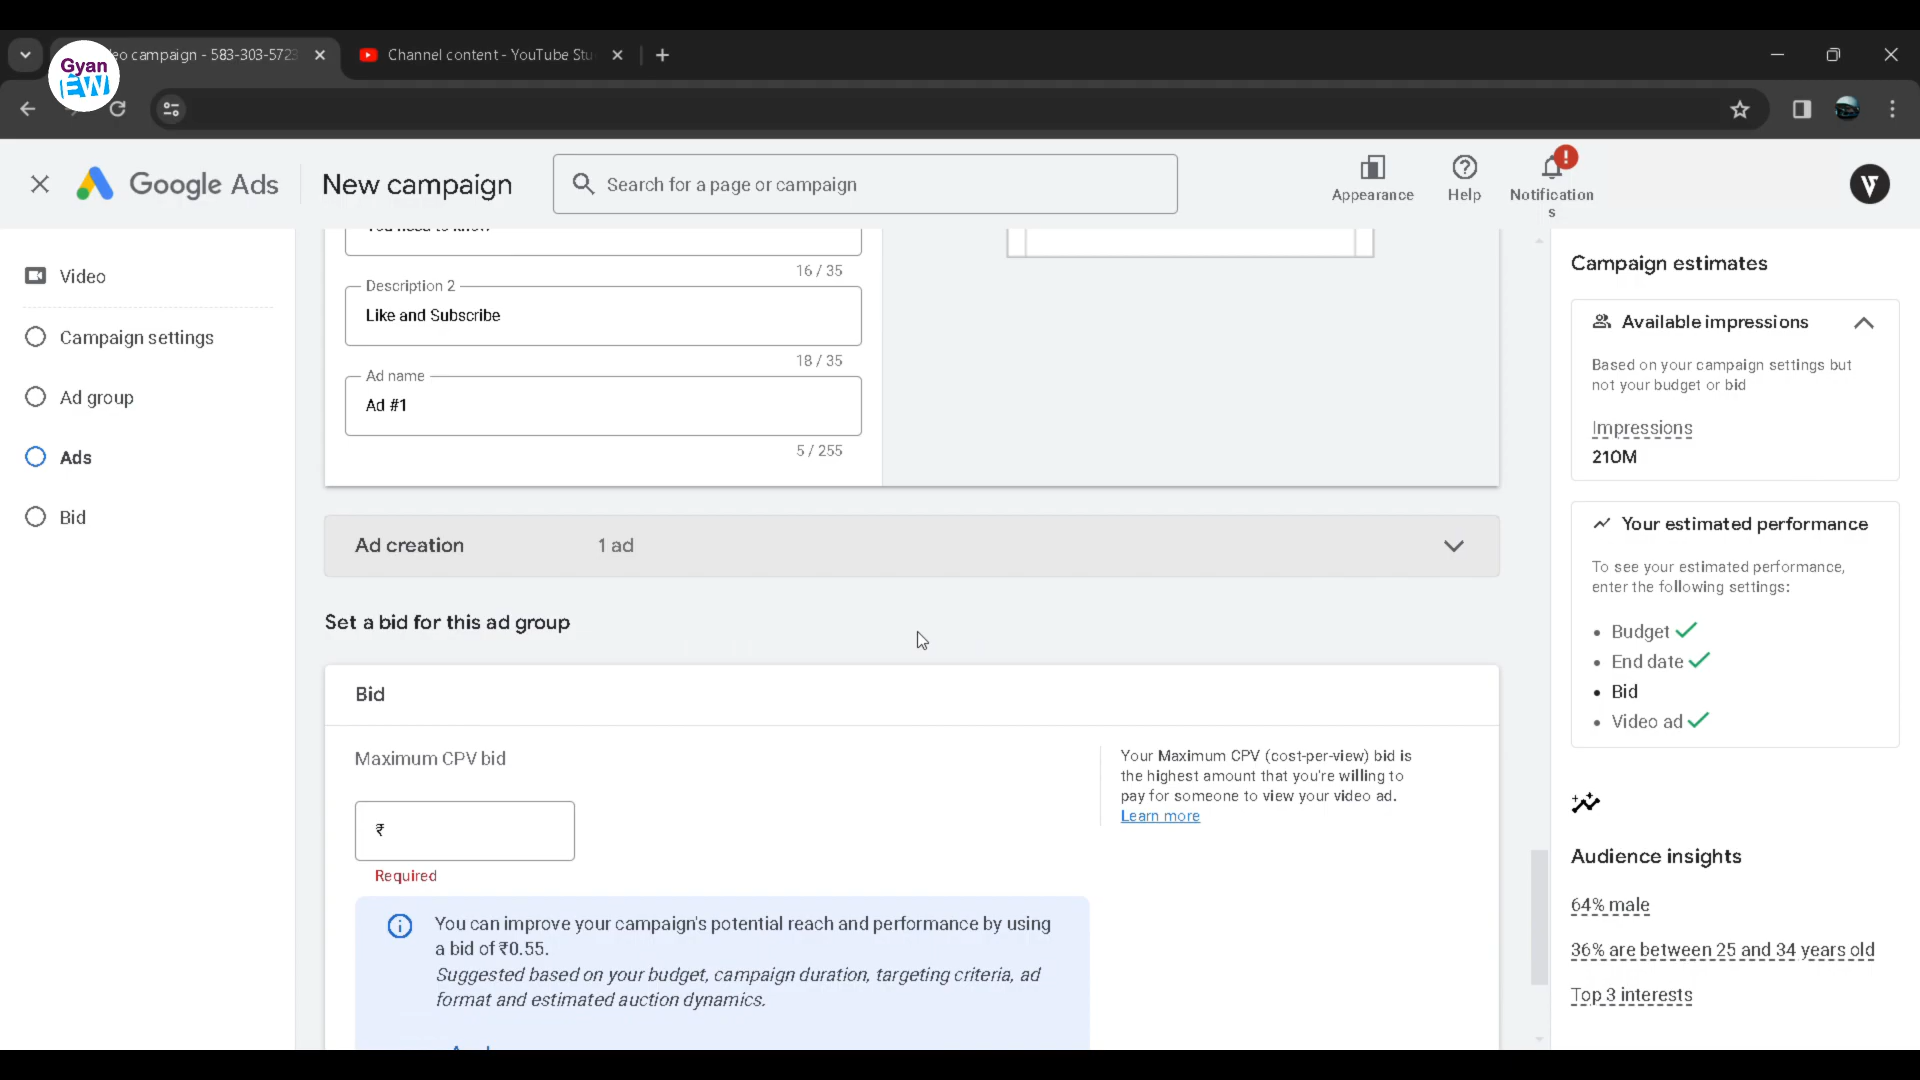 Gyan
EW
eo campaign - 583-303-5723
Channel content - YouTube Stu
Google Ads
New campaign
Search for a page or campaign
Appearance
Help
Notification
s
Video
Campaign settings
Ad group
Ads
Bid
You need to know
16 / 35
Description 2
Like and Subscribe
18 / 35
Ad name
Ad #1
5 / 255
Ad creation
1 ad
Set a bid for this ad group
Bid
Maximum CPV bid
₹
Required
Your Maximum CPV (cost-per-view) bid is
the highest amount that you're willing to
pay for someone to view your video ad.
Learn more
You can improve your campaign's potential reach and performance by using
a bid of ₹0.55.
Suggested based on your budget, campaign duration, targeting criteria, ad
format and estimated auction dynamics.
Campaign estimates
Available impressions
Based on your campaign settings but
not your budget or bid
Impressions
210M
Your estimated performance
To see your estimated performance,
enter the following settings:
• Budget
• End date
• Bid
• Video ad
Audience insights
64% male
36% are between 25 and 34 years old
Top 3 interests